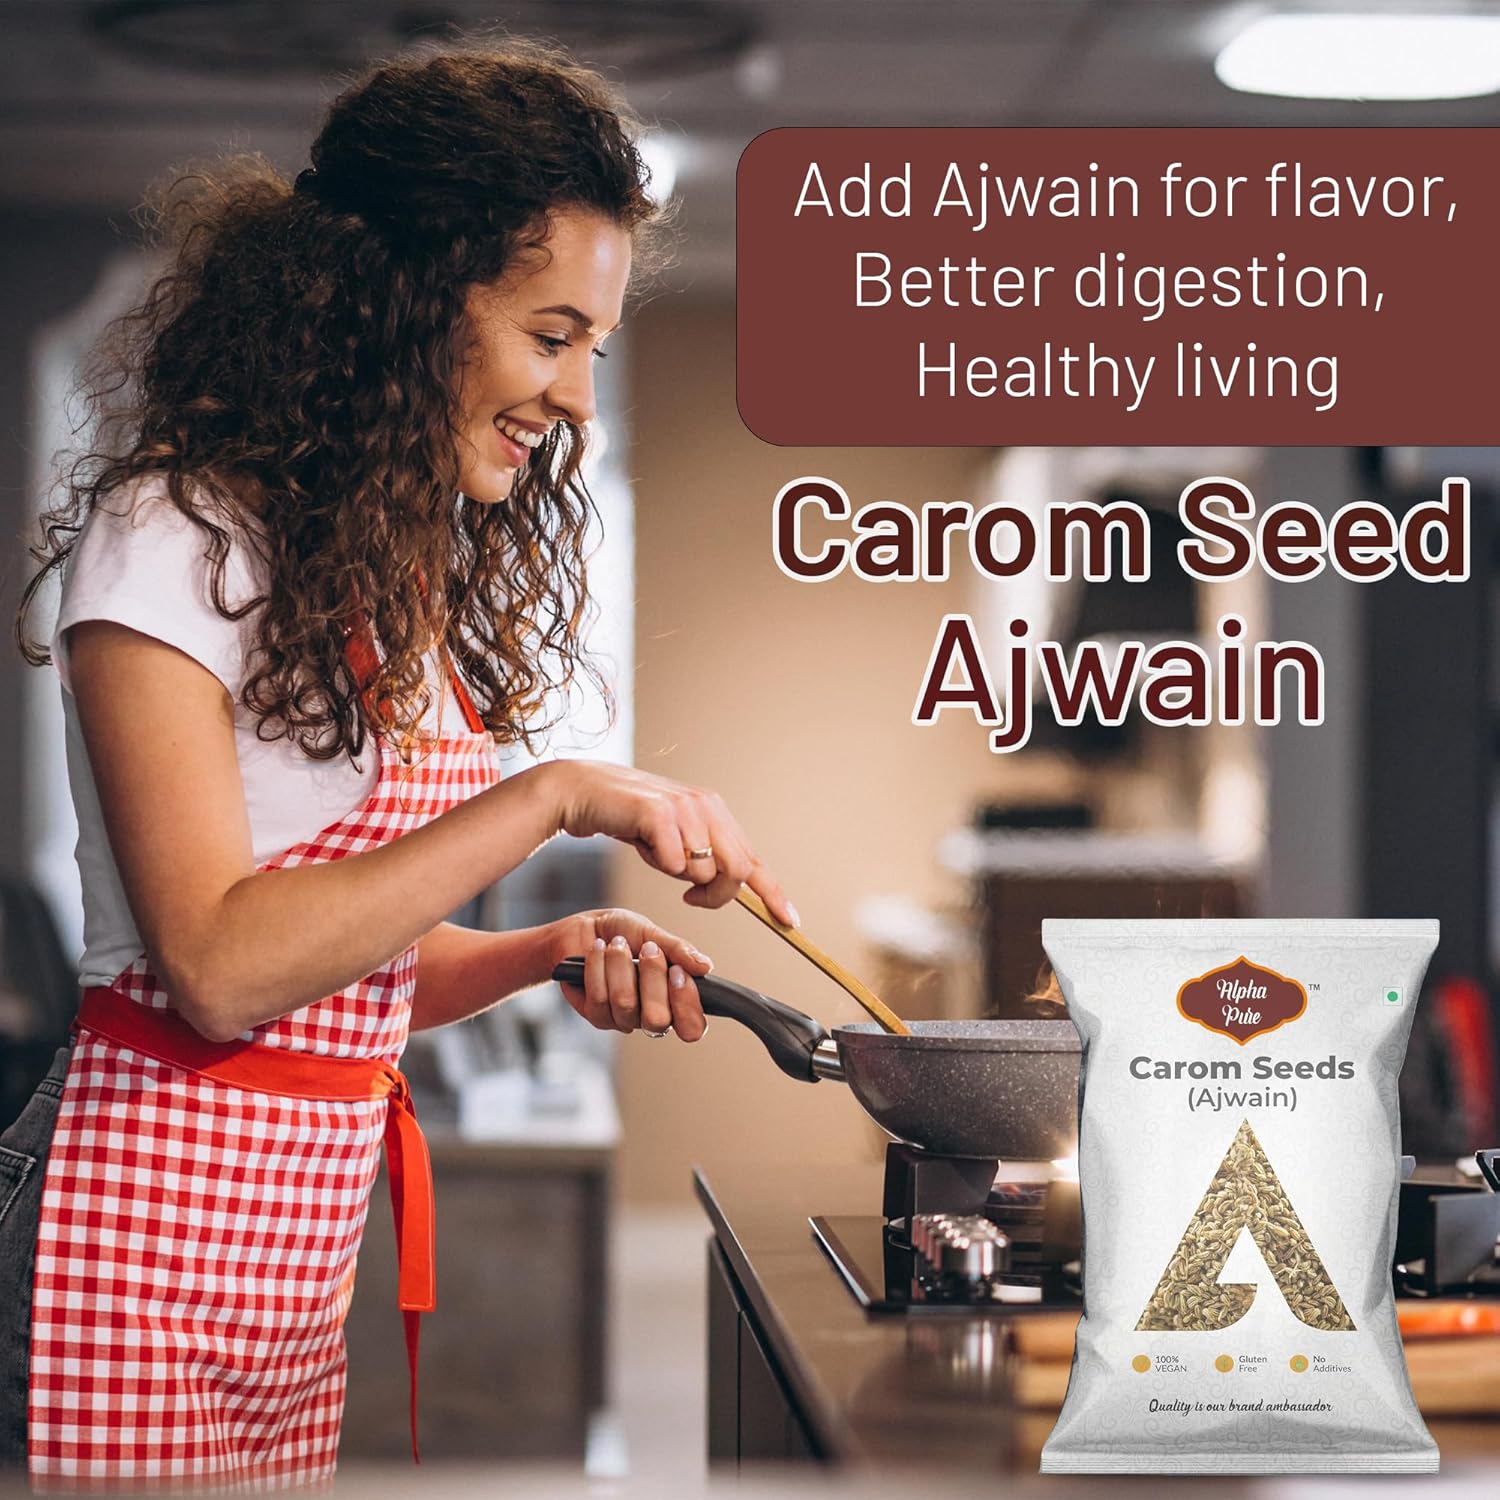 Add Ajwain for flavor,
Better digestion,
Healthy living
Carom Seed
Ajwain
Alpha
Pure
TM
Carom Seeds
(Ajwain)
100%
VEGAN
Gluten
Free
No
Additives
Quality is our brand ambassador